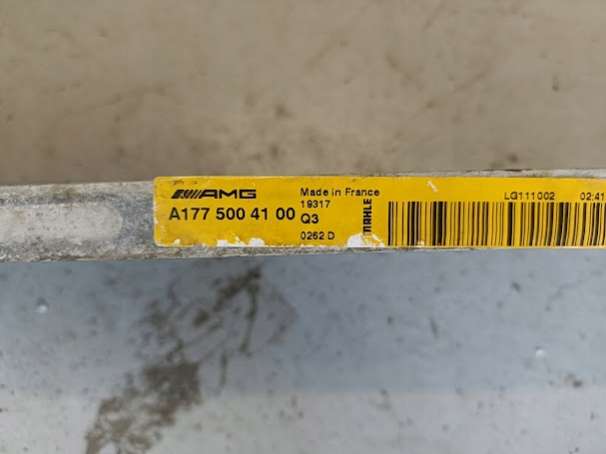 AMG
A177 500 41 00
Made in France
19317
Q3
0262 D
MAHLE
LG111002 02:41